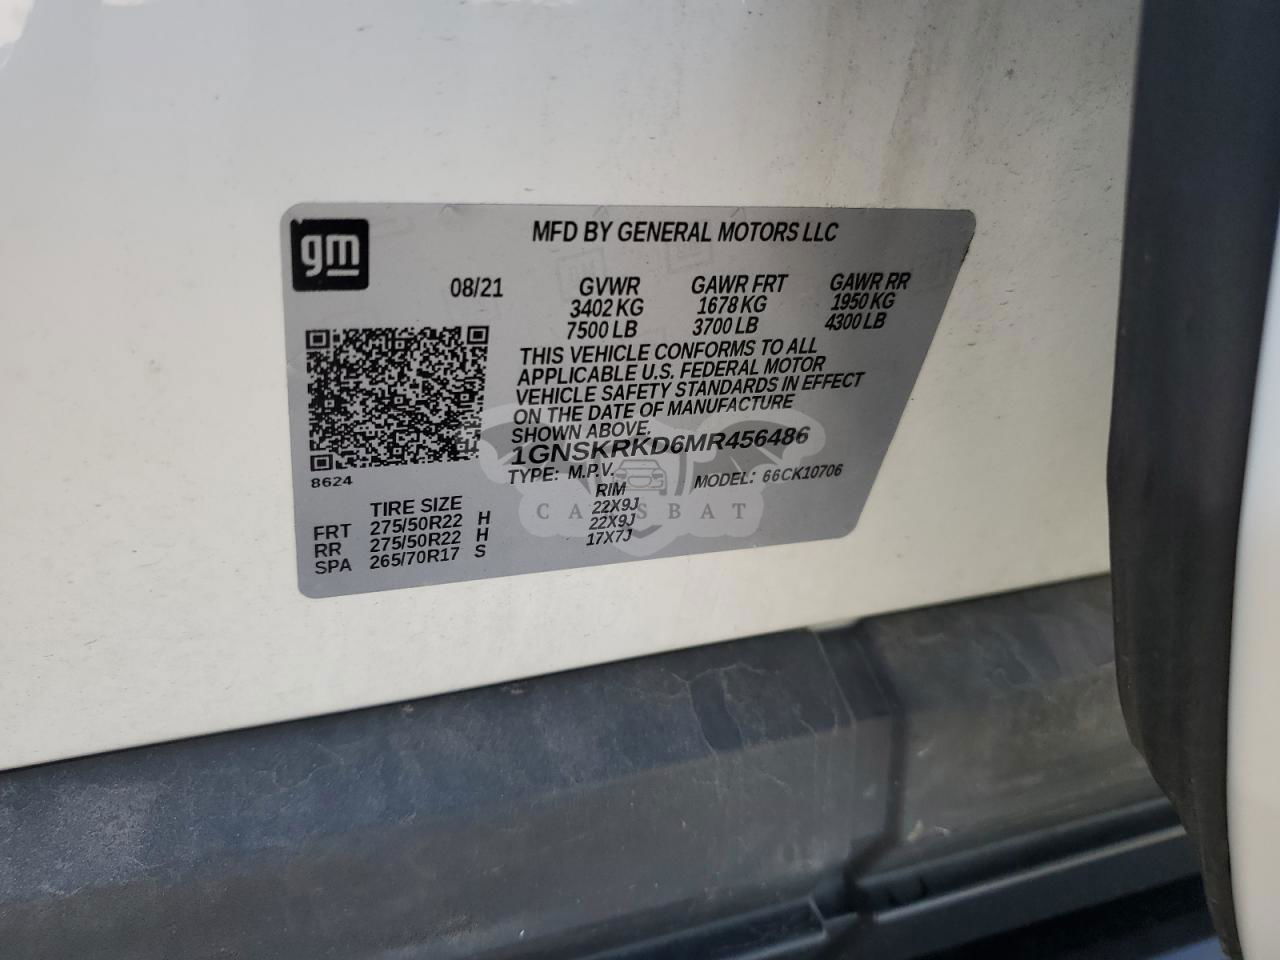 gm
MFD BY GENERAL MOTORS LLC
08/21 GVWR GAWR FRT GAWR RR
3402 KG 1678 KG 1950 KG
7500 LB 3700 LB 4300 LB
THIS VEHICLE CONFORMS TO ALL
APPLICABLE U.S. FEDERAL MOTOR
VEHICLE SAFETY STANDARDS IN EFFECT
ON THE DATE OF MANUFACTURE
SHOWN ABOVE.
1GNSKRKD6MR456486
TYPE: M.P.V. MODEL: 66CK10706
8624
TIRE SIZE RIM
FRT 275/50R22 H 22X9J
RR 275/50R22 H 22X9J
SPA 265/70R17 S 17X7J
CARSBAT